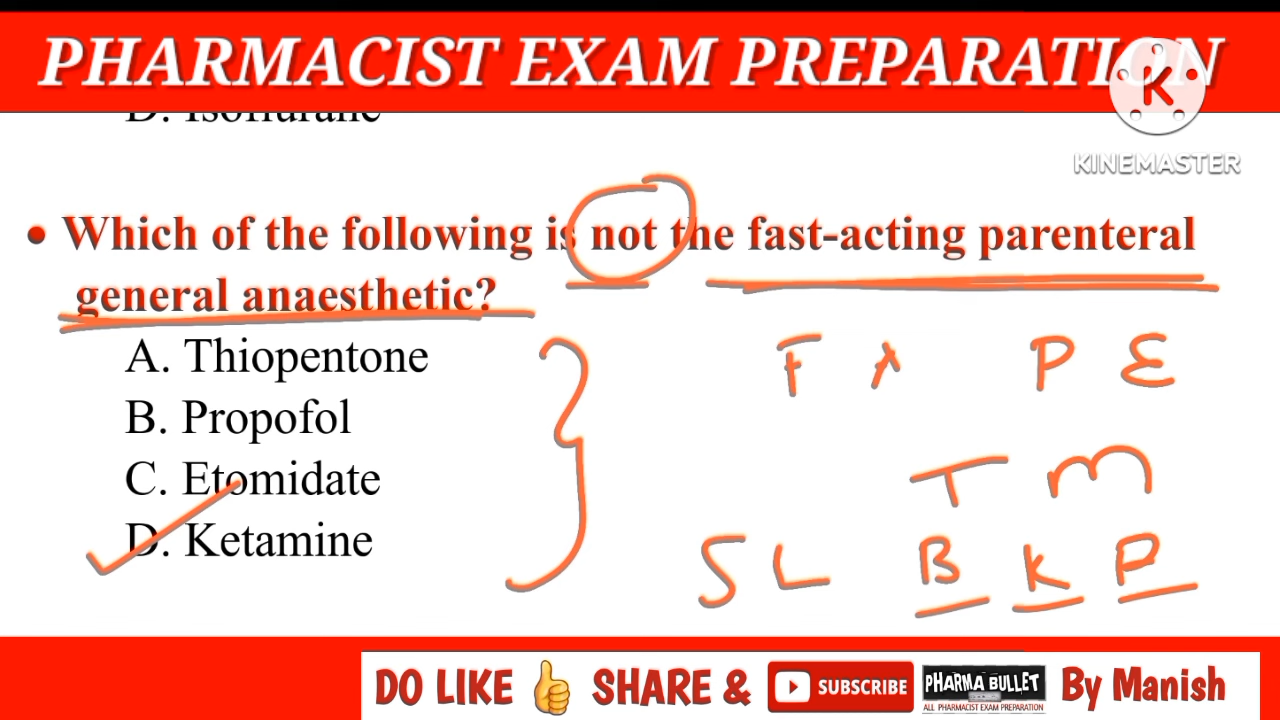 PHARMACIST EXAM PREPARATION
K
KINEMASTER
D. Isoflurane
• Which of the following is not the fast-acting parenteral
general anaesthetic?
A. Thiopentone
B. Propofol
C. Etomidate
D. Ketamine
F A P E
T M
S L B K P
DO LIKE 👍 SHARE & SUBSCRIBE PHARMA BULLET By Manish
ALL PHARMACIST EXAM PREPARATION